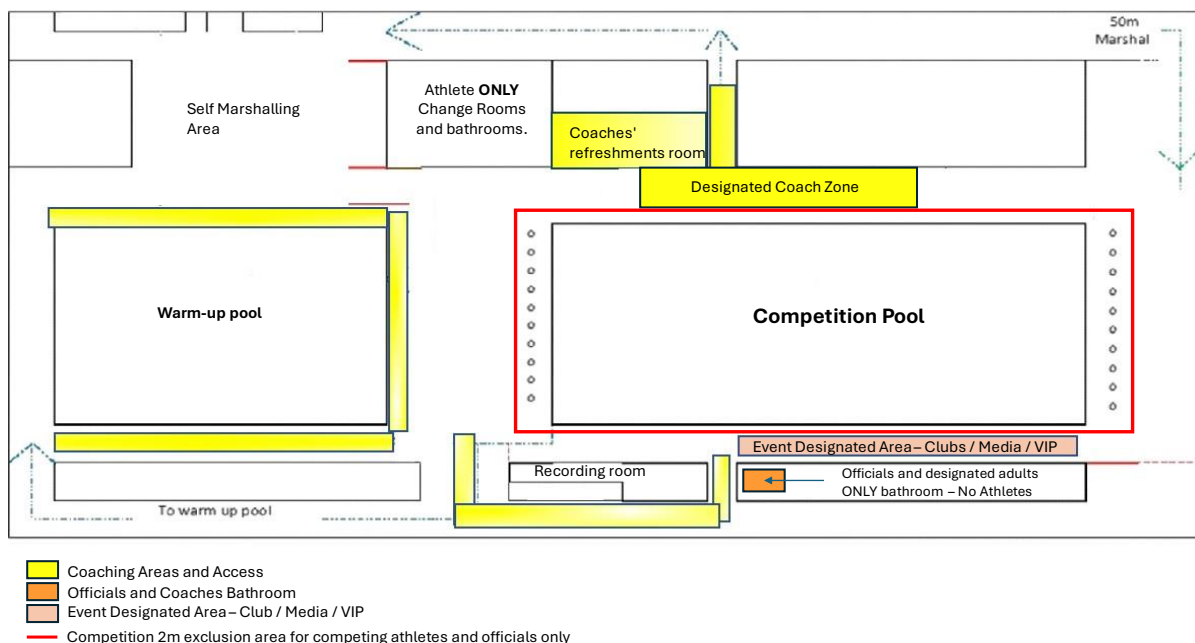 50m
Marshal
Self Marshalling
Area
Athlete ONLY
Change Rooms
and bathrooms.
Coaches'
refreshments room
Designated Coach Zone
Warm-up pool
Competition Pool
Event Designated Area – Clubs / Media / VIP
Recording room
Officials and designated adults
ONLY bathroom – No Athletes
To warm up pool
Coaching Areas and Access
Officials and Coaches Bathroom
Event Designated Area – Club / Media / VIP
Competition 2m exclusion area for competing athletes and officials only